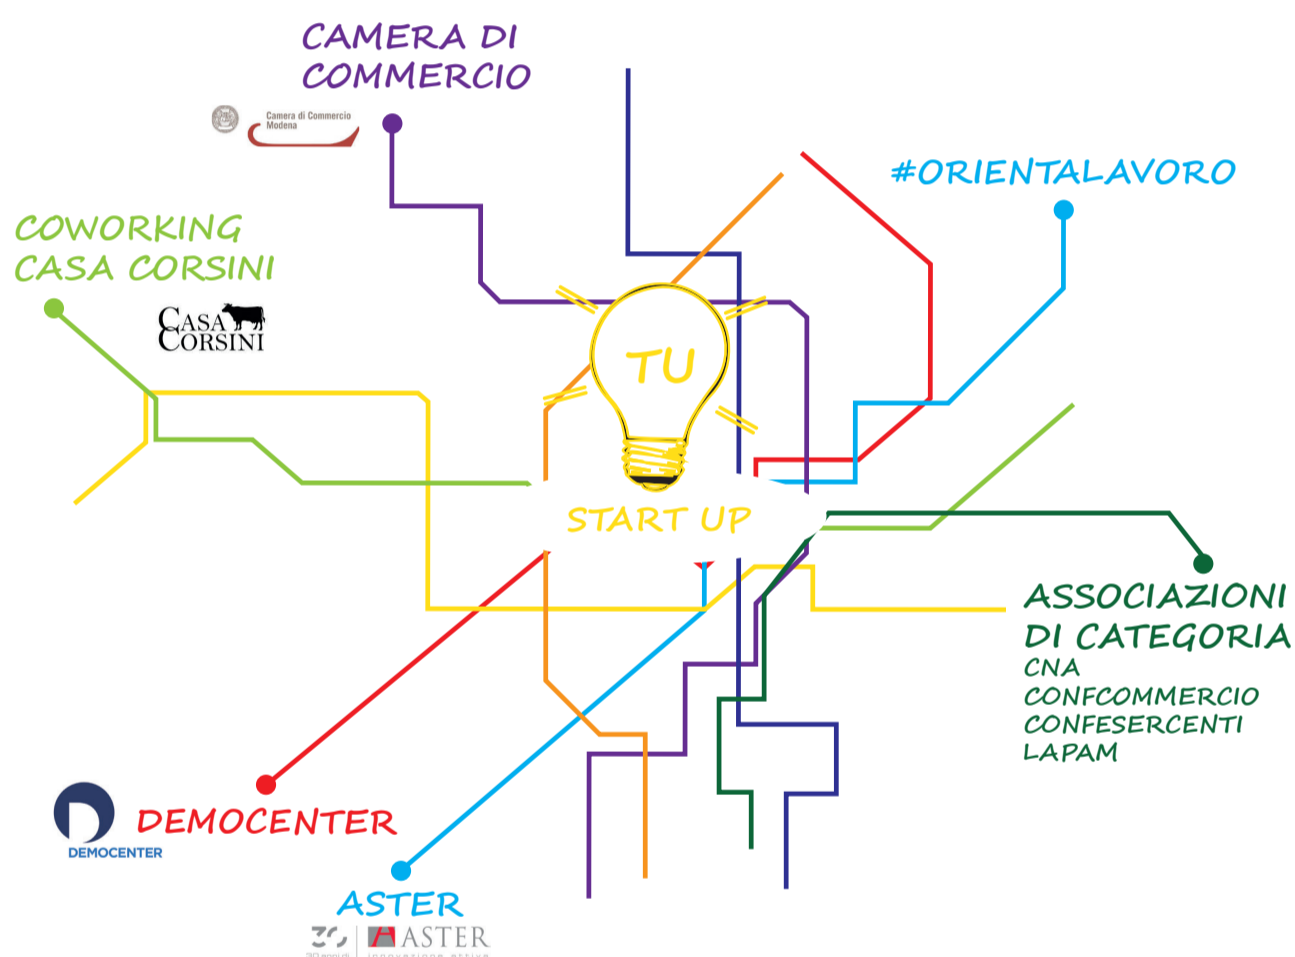 CAMERA DI
COMMERCIO
Camera di Commercio
Modena
#ORIENTALAVORO
COWORKING
CASA CORSINI
CASA
CORSINI
TU
START UP
ASSOCIAZIONI
DI CATEGORIA
CNA
CONFCOMMERCIO
CONFESERCENTI
LAPAM
DEMOCENTER
DEMOCENTER
ASTER
30 ASTER